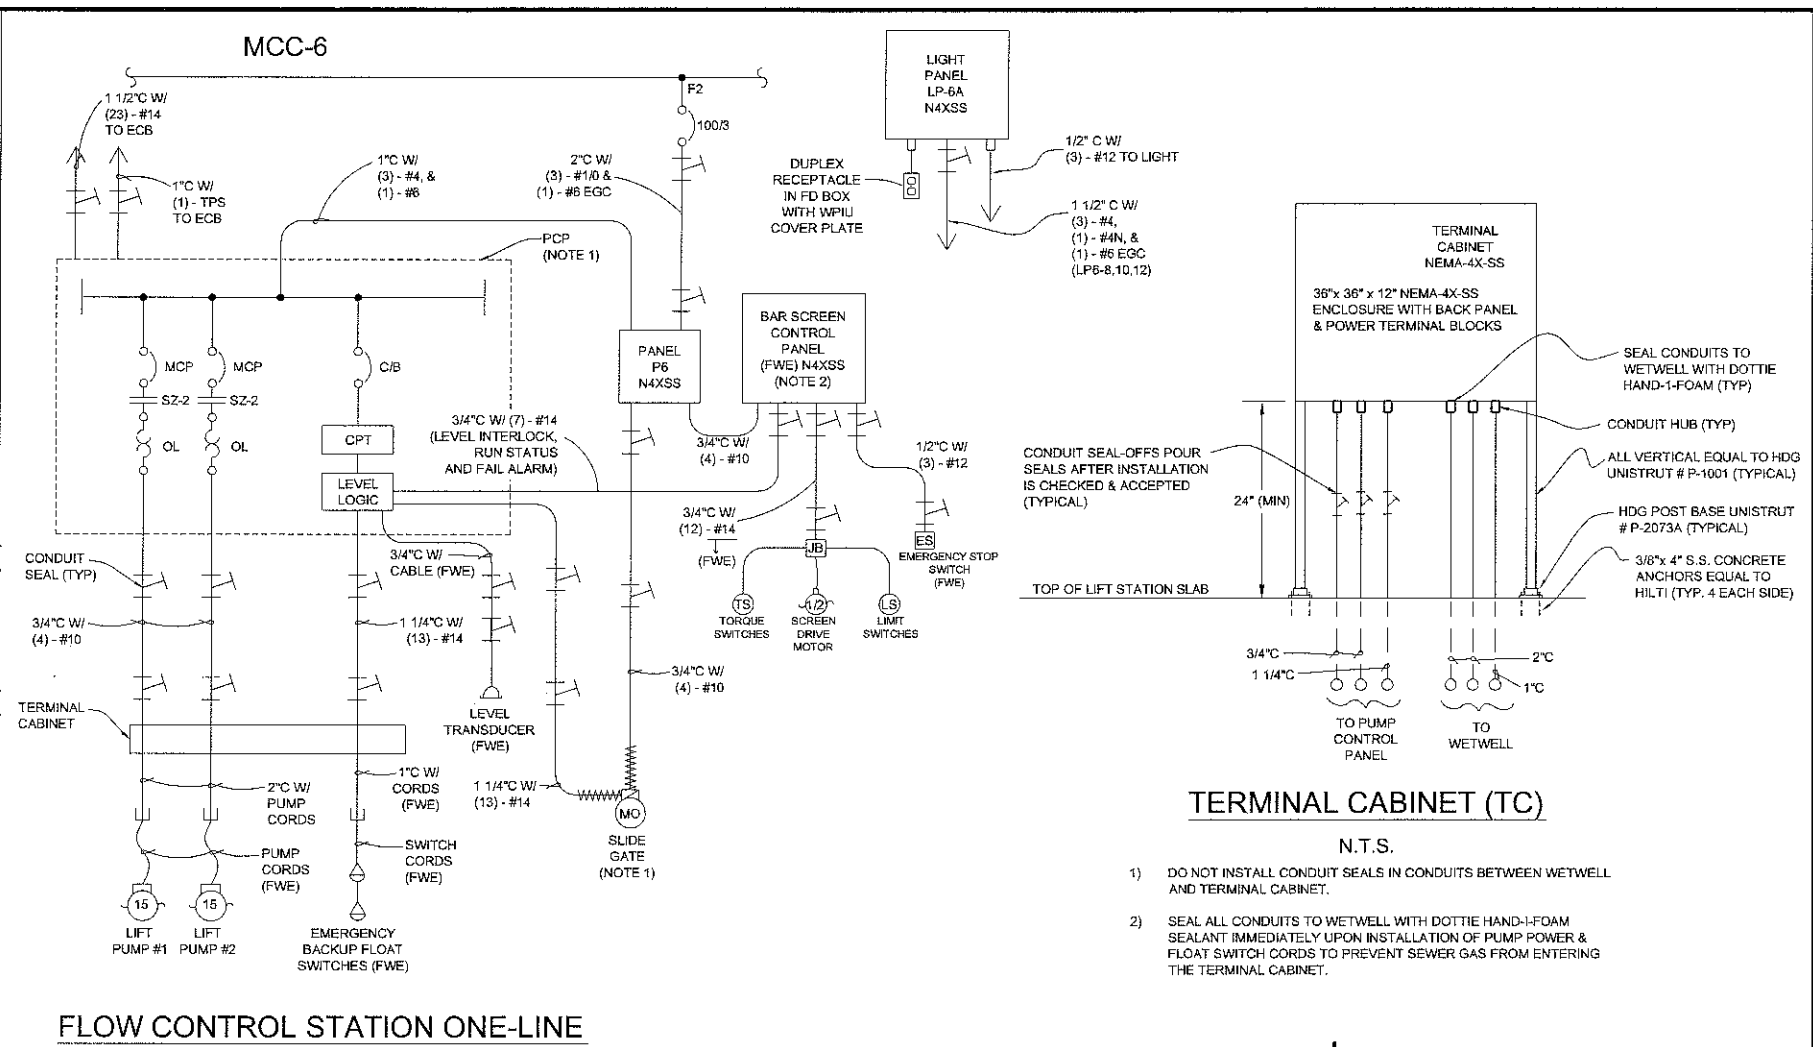 MCC-6
1 1/2"C W/
(23) - #14
TO ECB
1"C W/
(1) - TPS
TO ECB
1"C W/
(3) - #4, &
(1) - #8
2"C W/
(3) - #1/0 &
(1) - #6 EGC
F2
100/3
LIGHT
PANEL
LP-6A
N4XSS
DUPLEX
RECEPTACLE
IN FD BOX
WITH WPIU
COVER PLATE
1/2" C W/
(3) - #12 TO LIGHT
1 1/2" C W/
(3) - #4,
(1) - #4N, &
(1) - #6 EGC
(LP6-8,10,12)
PCP
(NOTE 1)
MCP
MCP
C/B
SZ-2
SZ-2
OL
OL
CPT
LEVEL
LOGIC
PANEL
P6
N4XSS
BAR SCREEN
CONTROL
PANEL
(FWE) N4XSS
(NOTE 2)
3/4"C W/ (7) - #14
(LEVEL INTERLOCK,
RUN STATUS
AND FAIL ALARM)
3/4"C W/
(4) - #10
1/2"C W/
(3) - #12
3/4"C W/
(12) - #14
(FWE)
JB
ES
EMERGENCY STOP
SWITCH
(FWE)
TS
TORQUE
SWITCHES
1/2
SCREEN
DRIVE
MOTOR
LS
LIMIT
SWITCHES
CONDUIT
SEAL (TYP)
3/4"C W/
CABLE (FWE)
3/4"C W/
(4) - #10
1 1/4"C W/
(13) - #14
3/4"C W/
(4) - #10
LEVEL
TRANSDUCER
(FWE)
TERMINAL
CABINET
2"C W/
PUMP
CORDS
1"C W/
CORDS
(FWE)
1 1/4"C W/
(13) - #14
MO
SLIDE
GATE
(NOTE 1)
PUMP
CORDS
(FWE)
SWITCH
CORDS
(FWE)
15
15
LIFT
PUMP #1
LIFT
PUMP #2
EMERGENCY
BACKUP FLOAT
SWITCHES (FWE)
FLOW CONTROL STATION ONE-LINE
TERMINAL
CABINET
NEMA-4X-SS
36"x 36" x 12" NEMA-4X-SS
ENCLOSURE WITH BACK PANEL
& POWER TERMINAL BLOCKS
SEAL CONDUITS TO
WETWELL WITH DOTTIE
HAND-1-FOAM (TYP)
CONDUIT HUB (TYP)
ALL VERTICAL EQUAL TO HDG
UNISTRUT # P-1001 (TYPICAL)
HDG POST BASE UNISTRUT
# P-2073A (TYPICAL)
3/8"x 4" S.S. CONCRETE
ANCHORS EQUAL TO
HILTI (TYP. 4 EACH SIDE)
CONDUIT SEAL-OFFS POUR
SEALS AFTER INSTALLATION
IS CHECKED & ACCEPTED
(TYPICAL)
24" (MIN)
TOP OF LIFT STATION SLAB
3/4"C
1 1/4"C
2"C
1"C
TO PUMP
CONTROL
PANEL
TO
WETWELL
TERMINAL CABINET (TC)
N.T.S.
1) DO NOT INSTALL CONDUIT SEALS IN CONDUITS BETWEEN WETWELL
AND TERMINAL CABINET.
2) SEAL ALL CONDUITS TO WETWELL WITH DOTTIE HAND-I-FOAM
SEALANT IMMEDIATELY UPON INSTALLATION OF PUMP POWER &
FLOAT SWITCH CORDS TO PREVENT SEWER GAS FROM ENTERING
THE TERMINAL CABINET.